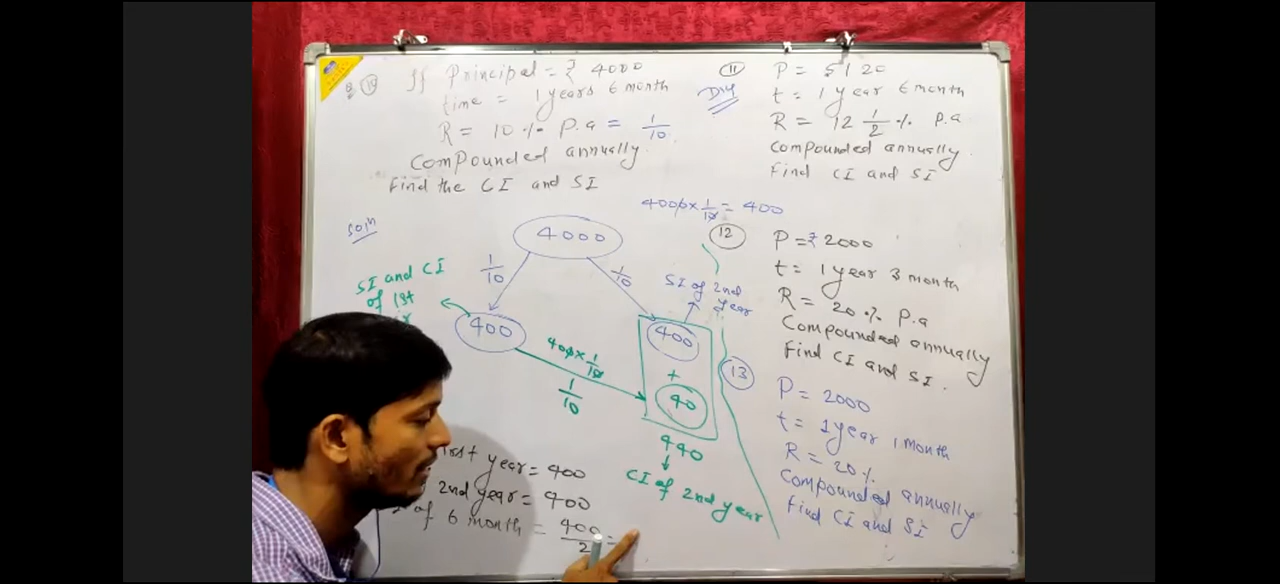 Q (10) If Principal = ₹ 4000
time = 1 years 6 month
R = 10 % P.a = 1/10
Compounded annually
Find the CI and SI
Soln
4000 × 1/10 = 400
4000
1/10
1/10
SI and CI
of 1st
400
SI of 2nd
year
400
+
40
400 × 1/10
1/10
440
↓
CI of 2nd year
year = 400
2nd year = 400
of 6 month = 400/2 =
(11) P = 5120
t = 1 year 6 month
R = 12 1/2 % P.a
Compounded annually
Find CI and SI
(12) P = ₹ 2000
t = 1 year 3 month
R = 20 % P.a
Compounded annually
Find CI and SI.
(13) P = 2000
t = 1 year 1 Month
R = 20 %
Compounded annually
Find CI and SI